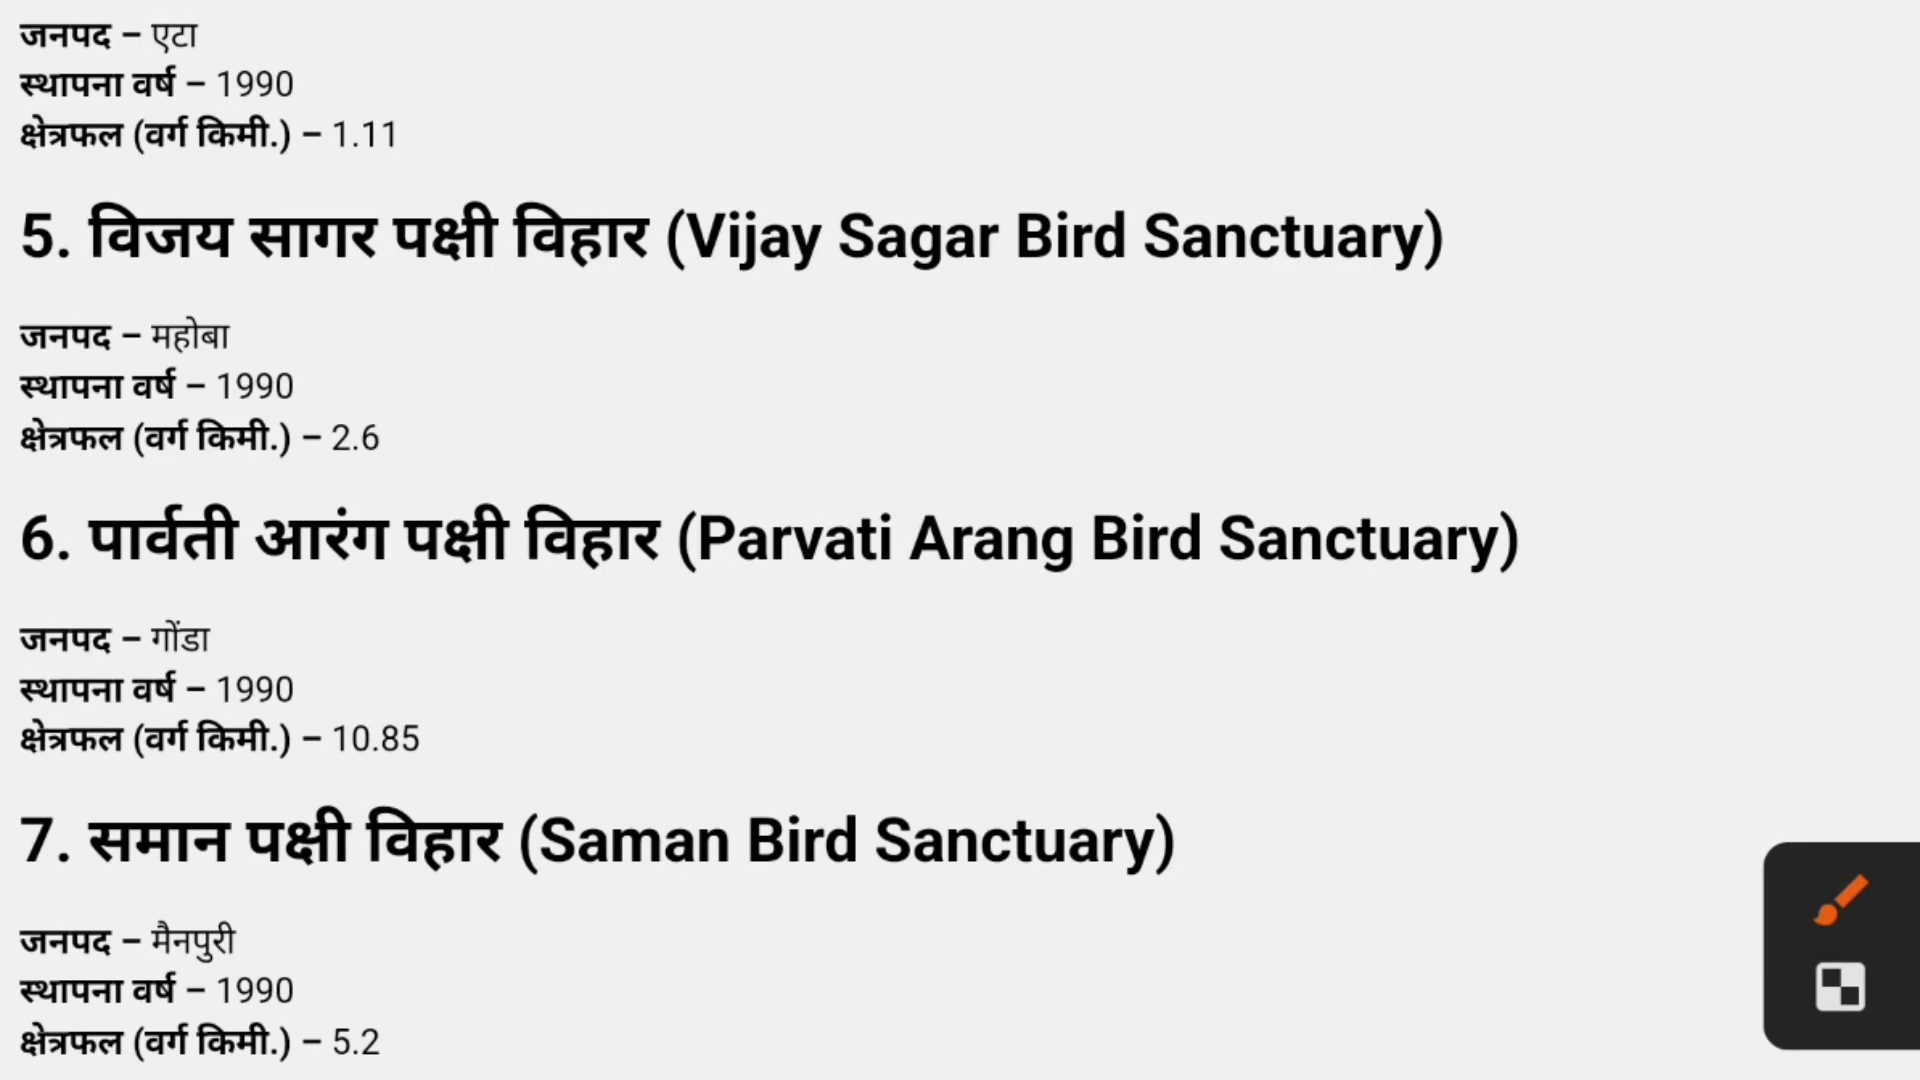 जनपद – एटा
स्थापना वर्ष – 1990
क्षेत्रफल (वर्ग किमी.) – 1.11
5. विजय सागर पक्षी विहार (Vijay Sagar Bird Sanctuary)
जनपद – महोबा
स्थापना वर्ष – 1990
क्षेत्रफल (वर्ग किमी.) – 2.6
6. पार्वती आरंग पक्षी विहार (Parvati Arang Bird Sanctuary)
जनपद – गोंडा
स्थापना वर्ष – 1990
क्षेत्रफल (वर्ग किमी.) – 10.85
7. समान पक्षी विहार (Saman Bird Sanctuary)
जनपद – मैनपुरी
स्थापना वर्ष – 1990
क्षेत्रफल (वर्ग किमी.) – 5.2